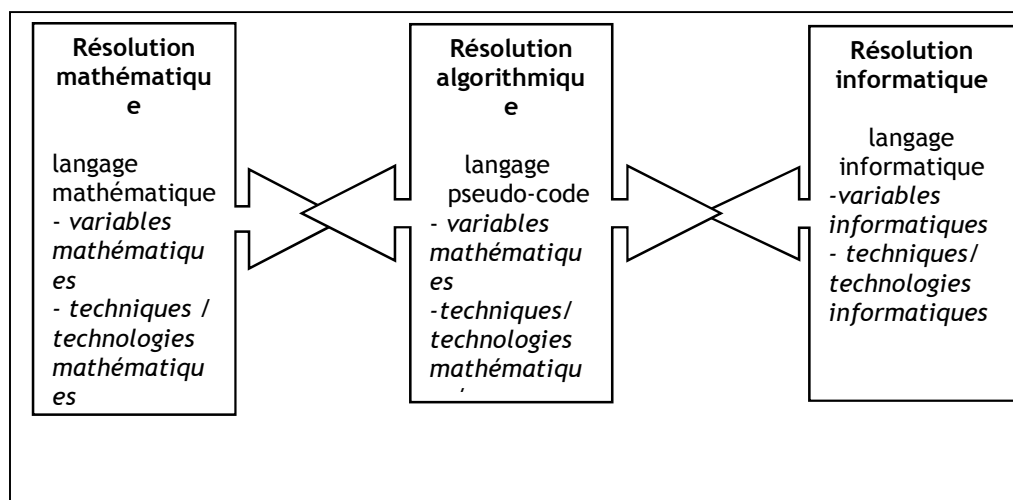 Résolution
mathématiqu
e
langage
mathématique
- variables
mathématiqu
es
- techniques /
technologies
mathématiqu
es
Résolution
algorithmiqu
e
langage
pseudo-code
- variables
mathématiqu
es
-techniques/
technologies
mathématiqu
Résolution
informatique
langage
informatique
-variables
informatiques
- techniques/
technologies
informatiques